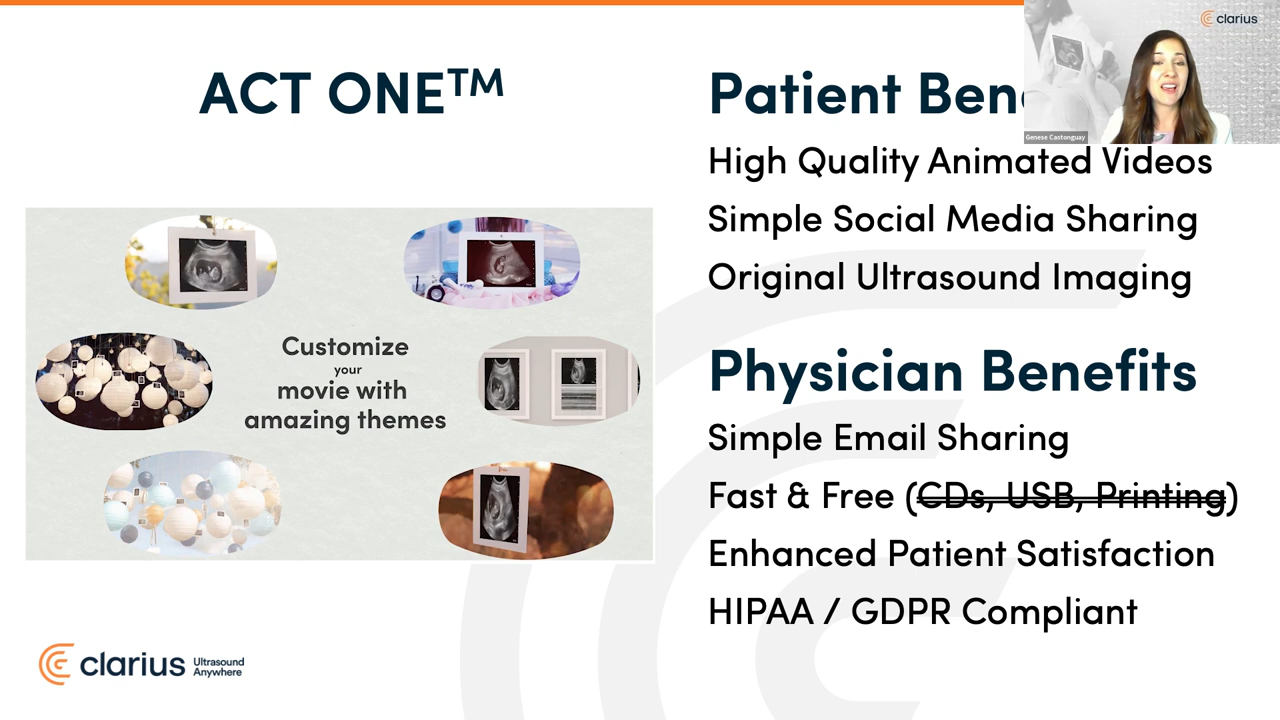 ACT ONE™
Customize
your
movie with
amazing themes
clarius Ultrasound
Anywhere
Patient Bene
High Quality Animated Videos
Simple Social Media Sharing
Original Ultrasound Imaging
Physician Benefits
Simple Email Sharing
Fast & Free (CDs, USB, Printing)
Enhanced Patient Satisfaction
HIPAA / GDPR Compliant
clarius
Genese Castonguay